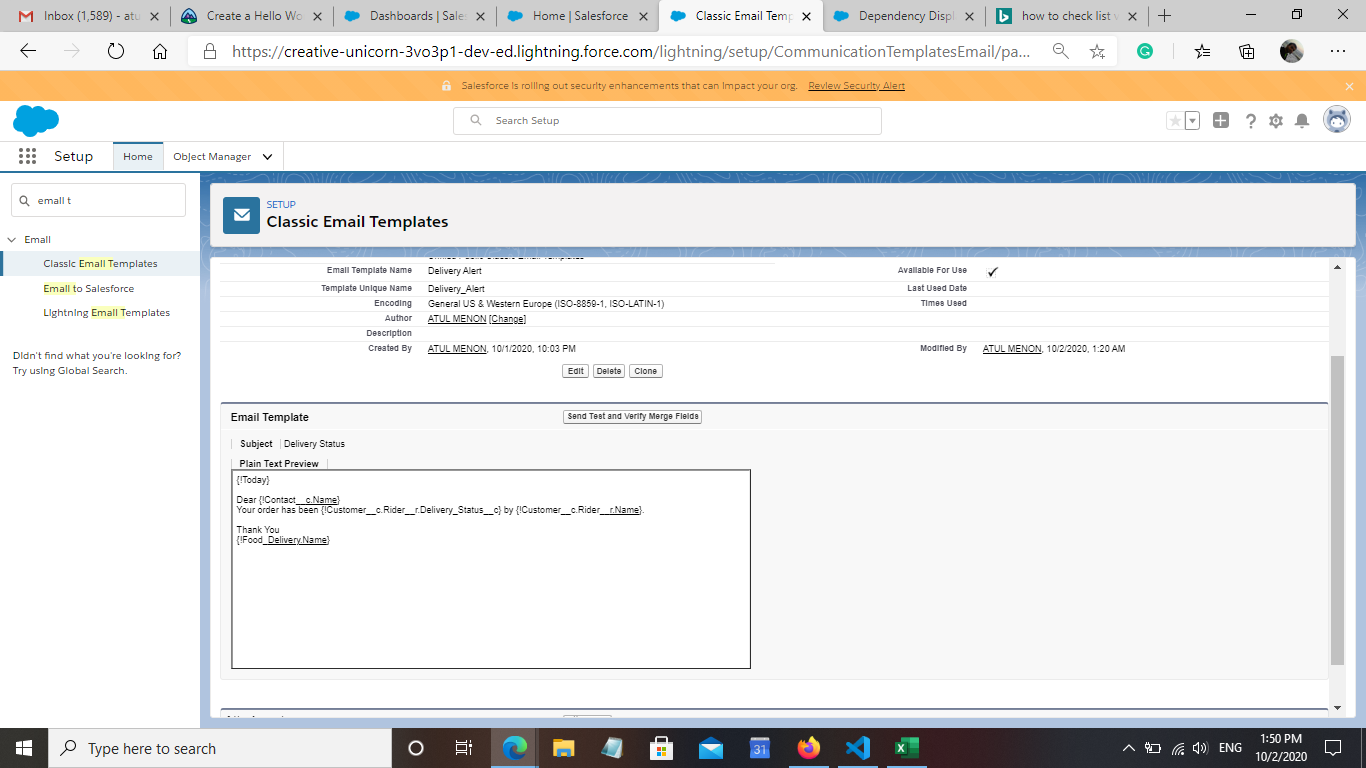 Inbox (1,589) - atu
Create a Hello Wo
Dashboards | Sale
Home | Salesforce
Classic Email Temp
Dependency Displ
how to check list v
https://creative-unicorn-3vo3p1-dev-ed.lightning.force.com/lightning/setup/CommunicationTemplatesEmail/pa...
Salesforce is rolling out security enhancements that can impact your org. Review Security Alert
Search Setup
Setup
Home
Object Manager
email t
Email
Classic Email Templates
Email to Salesforce
Lightning Email Templates
Didn't find what you're looking for?
Try using Global Search.
SETUP
Classic Email Templates
Email Template Name Delivery Alert Available For Use
Template Unique Name Delivery_Alert Last Used Date
Encoding General US & Western Europe (ISO-8859-1, ISO-LATIN-1) Times Used
Author ATUL MENON [Change]
Description
Created By ATUL MENON, 10/1/2020, 10:03 PM Modified By ATUL MENON, 10/2/2020, 1:20 AM
Edit Delete Clone
Email Template Send Test and Verify Merge Fields
Subject Delivery Status
Plain Text Preview
{!Today}
Dear {!Contact__c.Name}
Your order has been {!Customer__c.Rider__r.Delivery_Status__c} by {!Customer__c.Rider__r.Name}.
Thank You
{!Food_Delivery.Name}
Type here to search
31
ENG
1:50 PM
10/2/2020